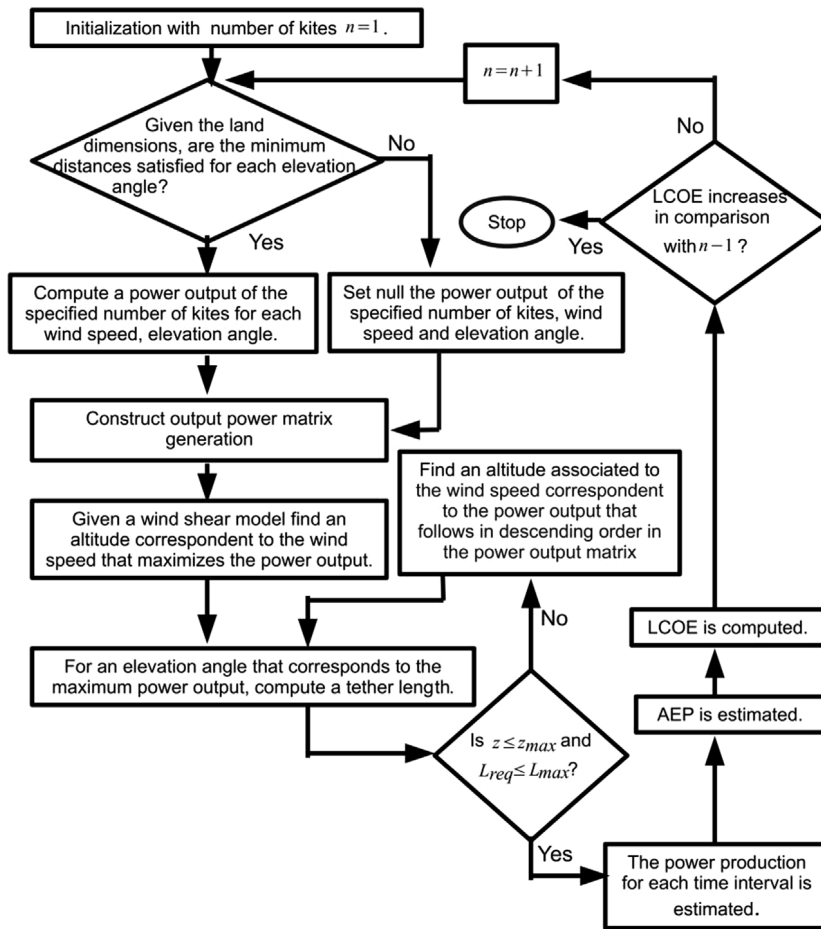 Initialization with number of kites n=1.
n=n+1
Given the land
dimensions, are the minimum
distances satisfied for each elevation
angle?
No
Yes
Compute a power output of the
specified number of kites for each
wind speed, elevation angle.
Set null the power output of the
specified number of kites, wind
speed and elevation angle.
Construct output power matrix
generation
Given a wind shear model find an
altitude correspondent to the wind
speed that maximizes the power output.
Find an altitude associated to
the wind speed correspondent
to the power output that
follows in descending order in
the power output matrix
For an elevation angle that corresponds to the
maximum power output, compute a tether length.
No
Is z≤zmax and
Lreq≤Lmax?
Yes
The power production
for each time interval is
estimated.
AEP is estimated.
LCOE is computed.
LCOE increases
in comparison
with n−1 ?
No
Yes
Stop